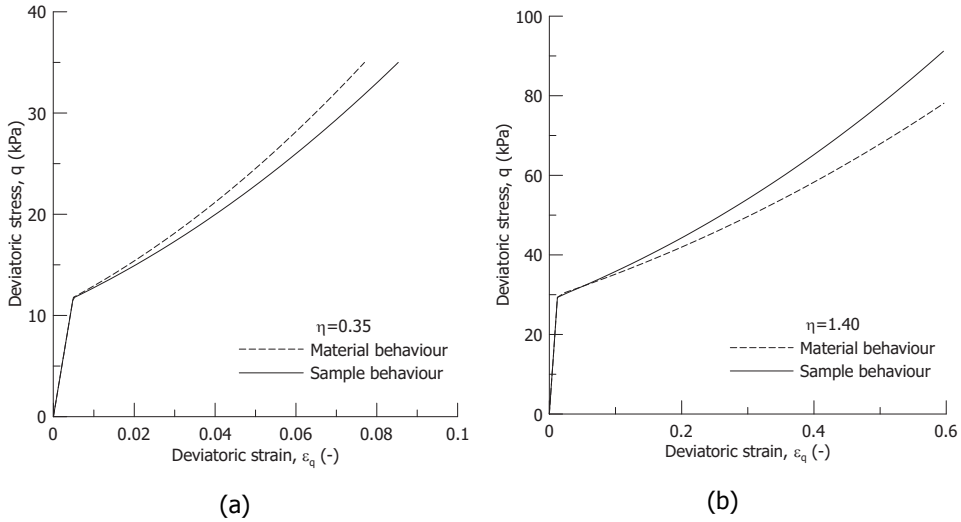 40
30
20
10
0
Deviatoric stress, q (kPa)
η=0.35
Material behaviour
Sample behaviour
0
0.02
0.04
0.06
0.08
0.1
Deviatoric strain, εq (-)
(a)
100
80
60
40
20
0
Deviatoric stress, q (kPa)
η=1.40
Material behaviour
Sample behaviour
0
0.2
0.4
0.6
Deviatoric strain, εq (-)
(b)